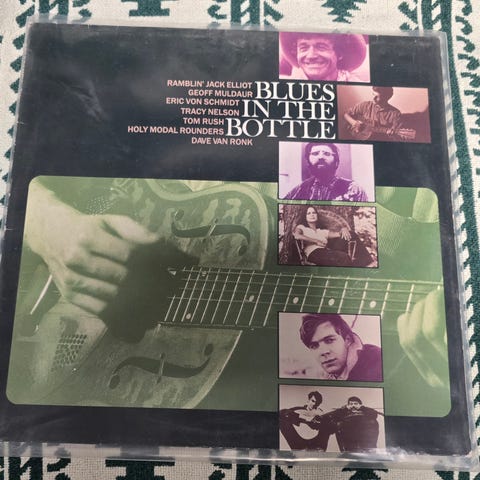 RAMBLIN' JACK ELLIOT
GEOFF MULDAUR
ERIC VON SCHMIDT
TRACY NELSON
TOM RUSH
HOLY MODAL ROUNDERS
DAVE VAN RONK
BLUES
IN THE
BOTTLE